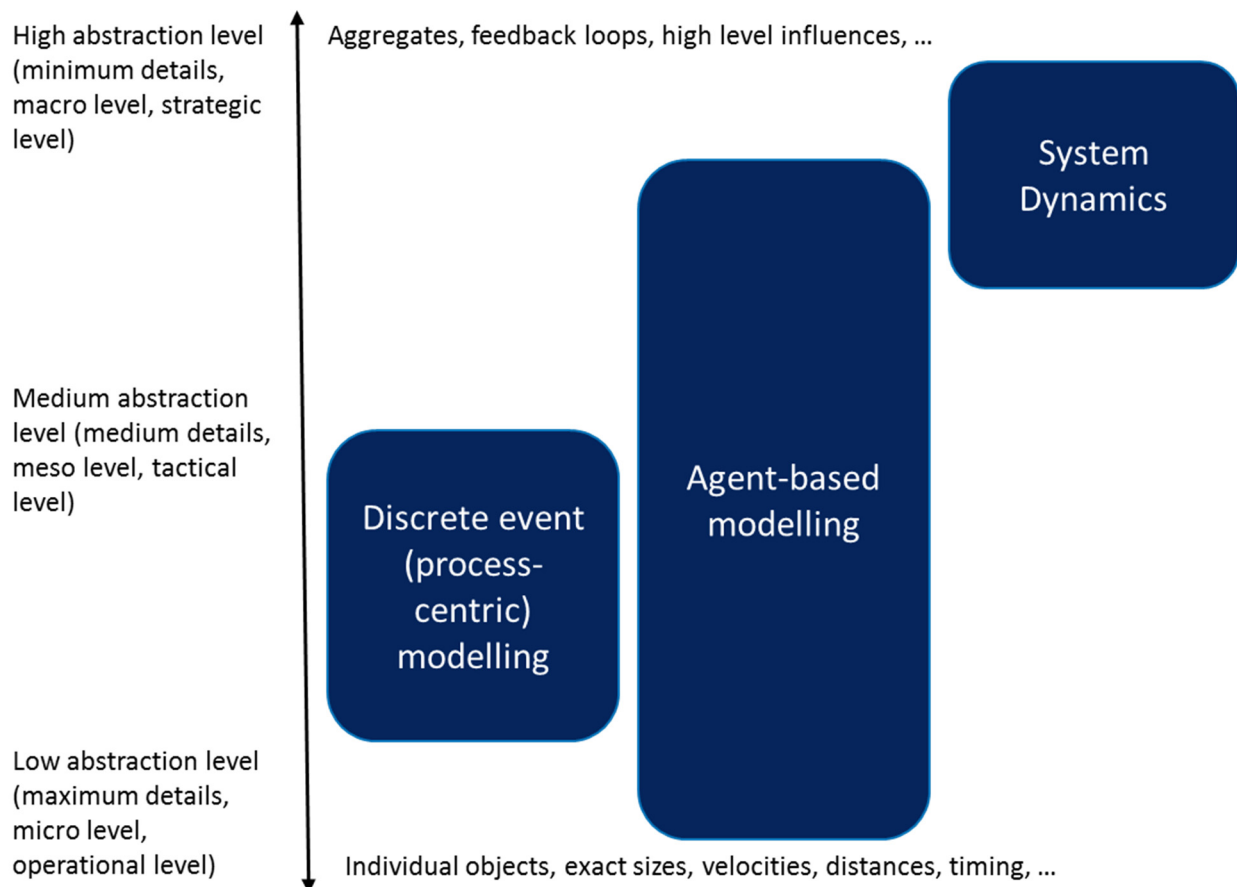 High abstraction level
(minimum details,
macro level, strategic
level)
Aggregates, feedback loops, high level influences, ...
System
Dynamics
Medium abstraction
level (medium details,
meso level, tactical
level)
Agent-based
modelling
Discrete event
(process-
centric)
modelling
Low abstraction level
(maximum details,
micro level,
operational level)
Individual objects, exact sizes, velocities, distances, timing, ...